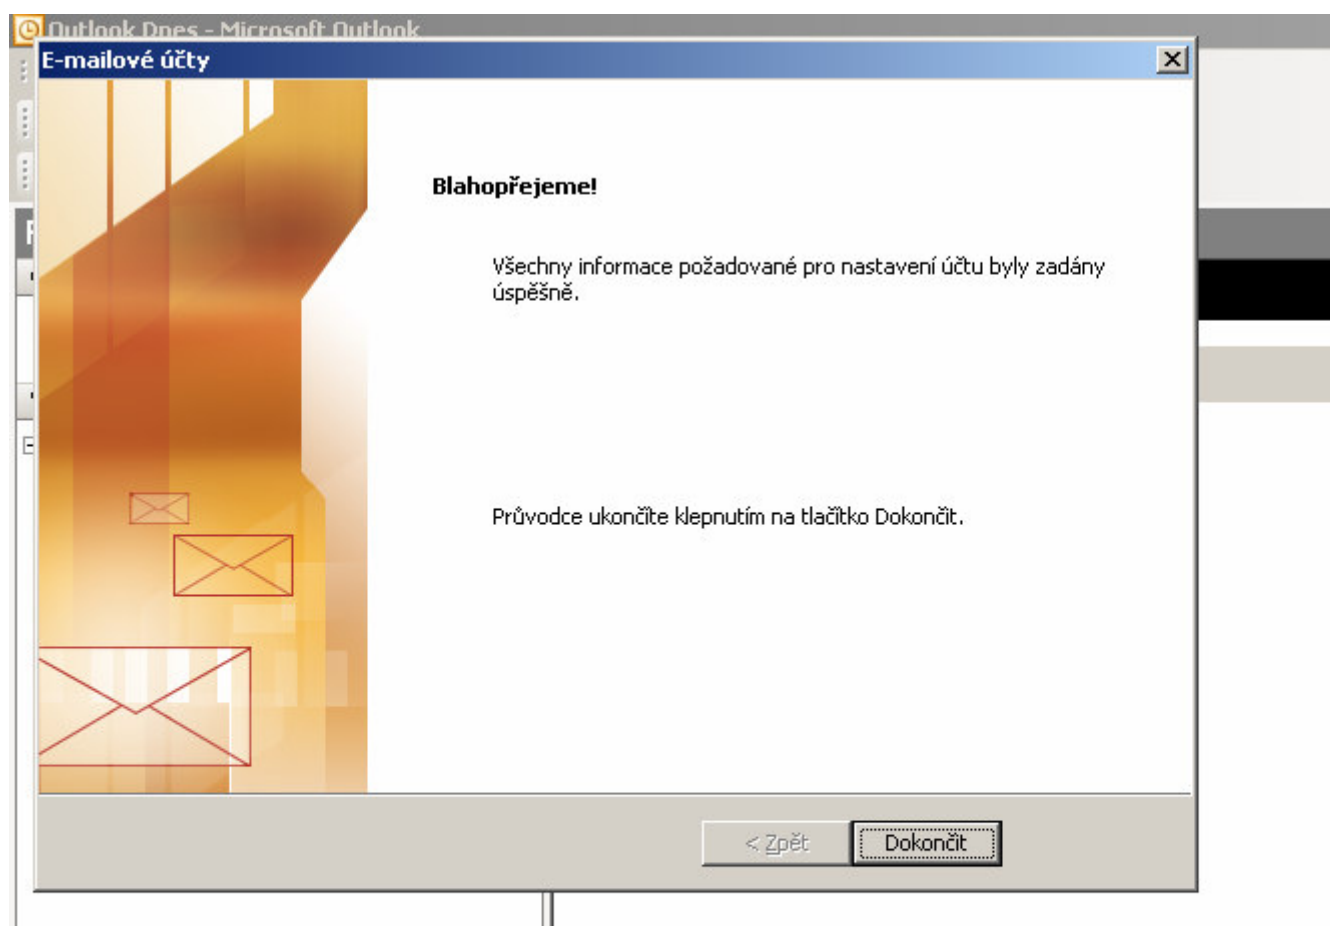 Outlook Dnes - Microsoft Outlook
E-mailové účty
Blahopřejeme!
Všechny informace požadované pro nastavení účtu byly zadány
úspěšně.
Průvodce ukončíte klepnutím na tlačítko Dokončit.
< Zpět
Dokončit